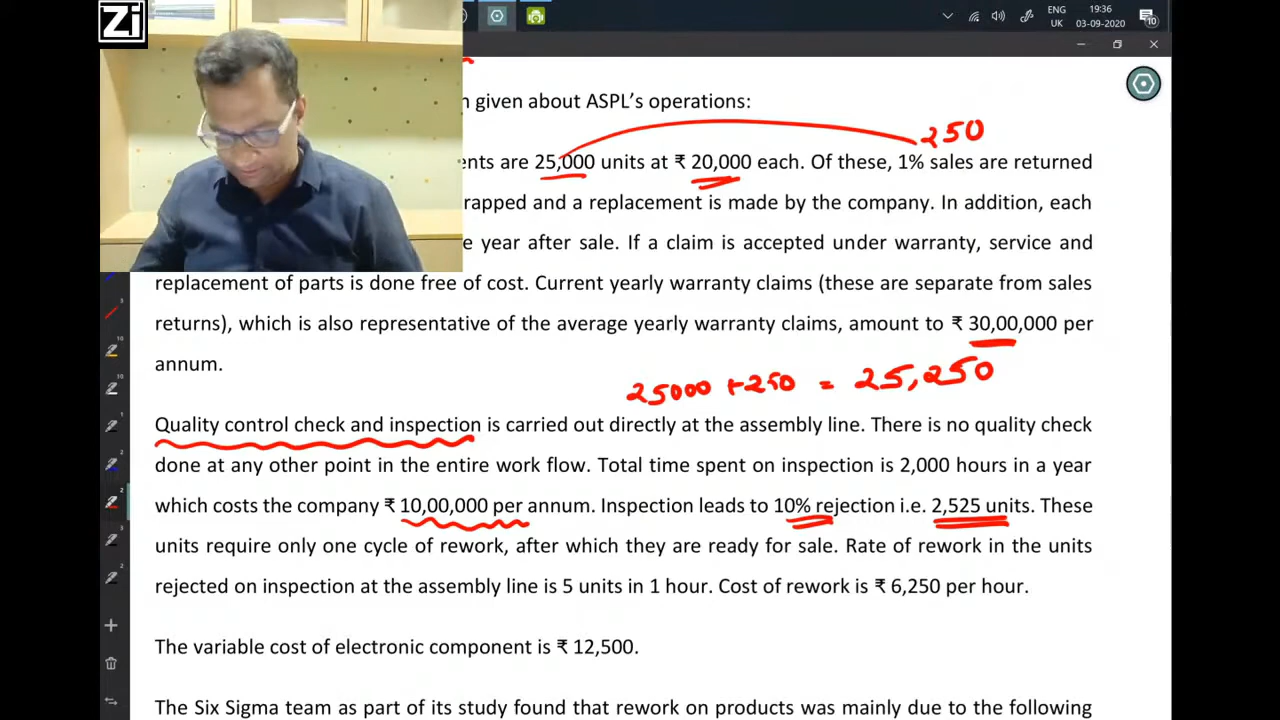 Zi
ENG
UK
19:36
03-09-2020
10
n given about ASPL's operations:
250
ents are 25,000 units at ₹ 20,000 each. Of these, 1% sales are returned
rapped and a replacement is made by the company. In addition, each
e year after sale. If a claim is accepted under warranty, service and
replacement of parts is done free of cost. Current yearly warranty claims (these are separate from sales
returns), which is also representative of the average yearly warranty claims, amount to ₹ 30,00,000 per
annum.
25000 + 250 = 25,250
Quality control check and inspection is carried out directly at the assembly line. There is no quality check
done at any other point in the entire work flow. Total time spent on inspection is 2,000 hours in a year
which costs the company ₹ 10,00,000 per annum. Inspection leads to 10% rejection i.e. 2,525 units. These
units require only one cycle of rework, after which they are ready for sale. Rate of rework in the units
rejected on inspection at the assembly line is 5 units in 1 hour. Cost of rework is ₹ 6,250 per hour.
The variable cost of electronic component is ₹ 12,500.
The Six Sigma team as part of its study found that rework on products was mainly due to the following